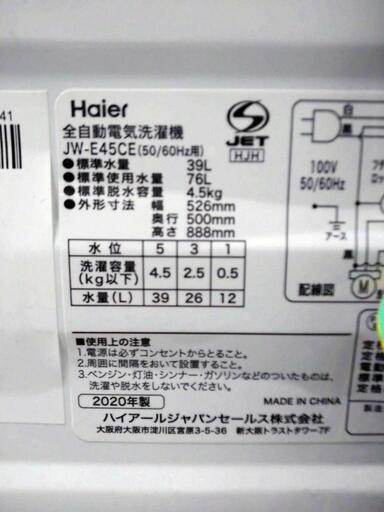 41
Haier
全自動電気洗濯機
JW-E45CE(50/60Hz用)
●標準水量 39L
●標準使用水量 76L
●標準脱水容量 4.5kg
●外形寸法 幅 526mm
奥行 500mm
高さ 888mm
S
JET
HJH
白
黒
100V
50/60Hz
アース
黒
M
配線図
水位 5 3 1
洗濯容量(kg以下) 4.5 2.5 0.5
水量(L) 39 26 12
■使用上の注意
1.電源は必ずコンセントからとること。
2.周囲に間隔をおいて設置すること。
3.ベンジン・灯油・シンナー・ガソリンなどのついたものは、
洗濯や脱水をしないでください。
2020年製
MADE IN CHINA
ハイアールジャパンセールス株式会社
大阪府大阪市淀川区宮原3-5-36 新大阪トラストタワー7F